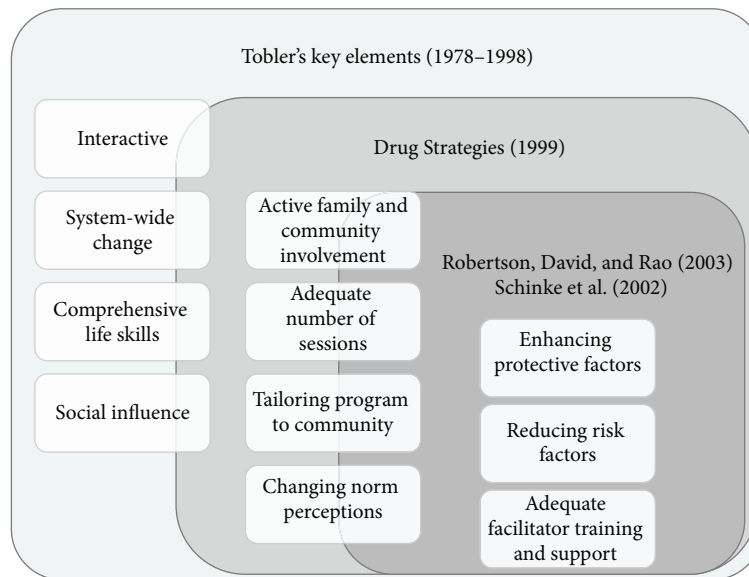 Tobler’s key elements (1978–1998)
Interactive
System-wide
change
Comprehensive
life skills
Social influence
Drug Strategies (1999)
Active family and
community
involvement
Adequate
number of
sessions
Tailoring program
to community
Changing norm
perceptions
Robertson, David, and Rao (2003)
Schinke et al. (2002)
Enhancing
protective factors
Reducing risk
factors
Adequate
facilitator training
and support